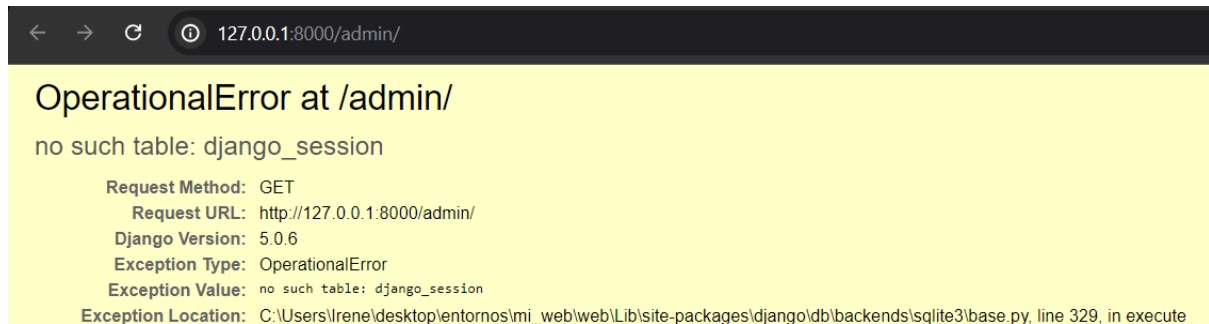 127.0.0.1:8000/admin/
OperationalError at /admin/
no such table: django_session
Request Method: GET
Request URL: http://127.0.0.1:8000/admin/
Django Version: 5.0.6
Exception Type: OperationalError
Exception Value: no such table: django_session
Exception Location: C:\Users\Irene\desktop\entornos\mi_web\web\Lib\site-packages\django\db\backends\sqlite3\base.py, line 329, in execute